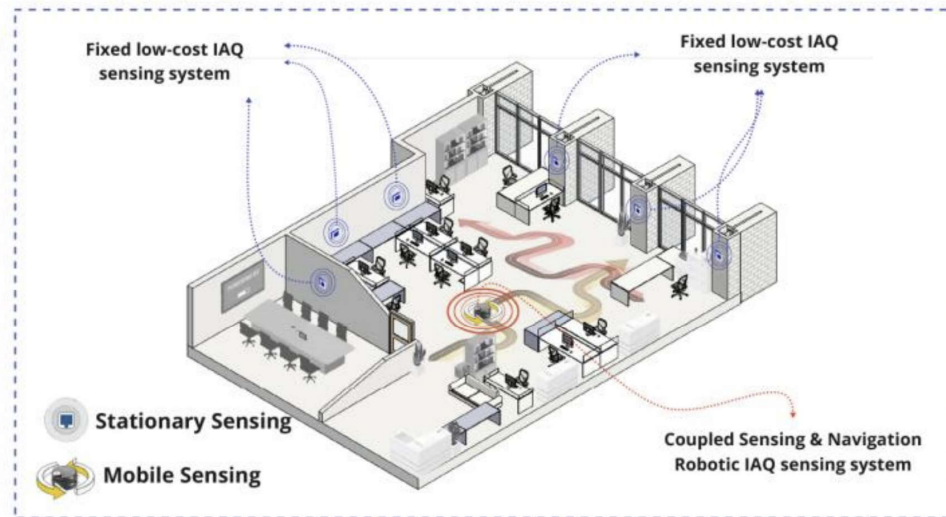 Fixed low-cost IAQ
sensing system
Fixed low-cost IAQ
sensing system
Stationary Sensing
Mobile Sensing
Coupled Sensing & Navigation
Robotic IAQ sensing system